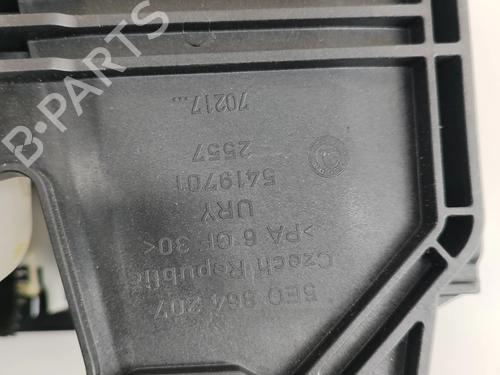 5E0 864 207
Czech Republic
>PA 6 GF 30<
URY
5419701
2557
70217...
B-PARTS